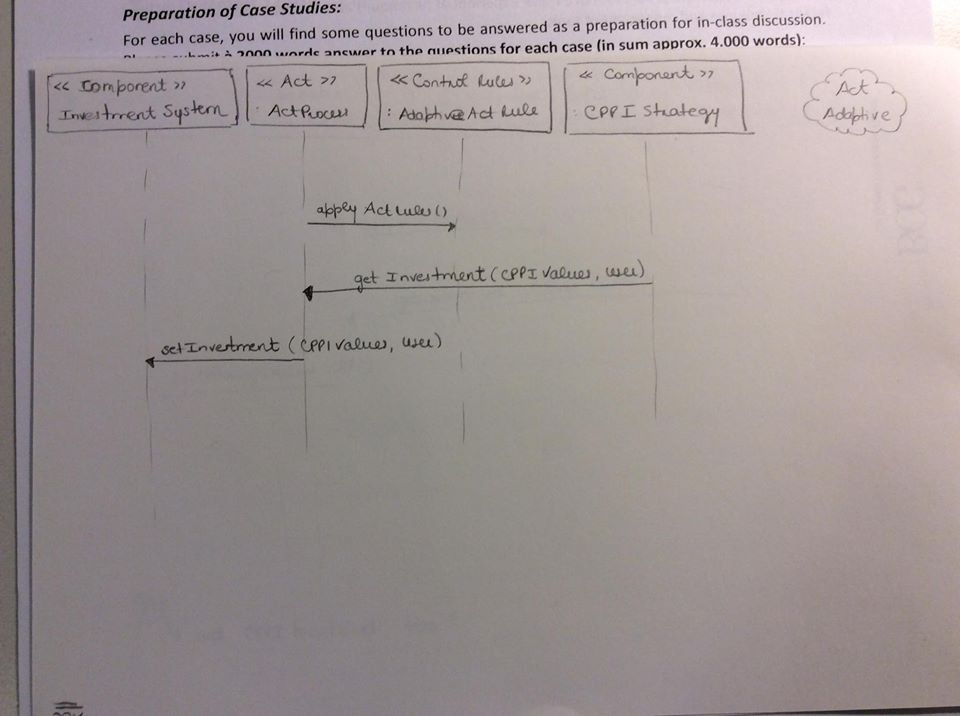 Preparation of Case Studies:
For each case, you will find some questions to be answered as a preparation for in-class discussion.
à 2000 words answer to the questions for each case (in sum approx. 4.000 words):
<< Component >>
Investment System
<< Act >>
: ActProcess
<< Control Rules >>
: Adaptive@Act Rule
<< Component >>
: CPPI Strategy
Act
Adaptive
apply ActRules()
get Investment (CPPI Values, user)
setInvestment (CPPI Values, user)